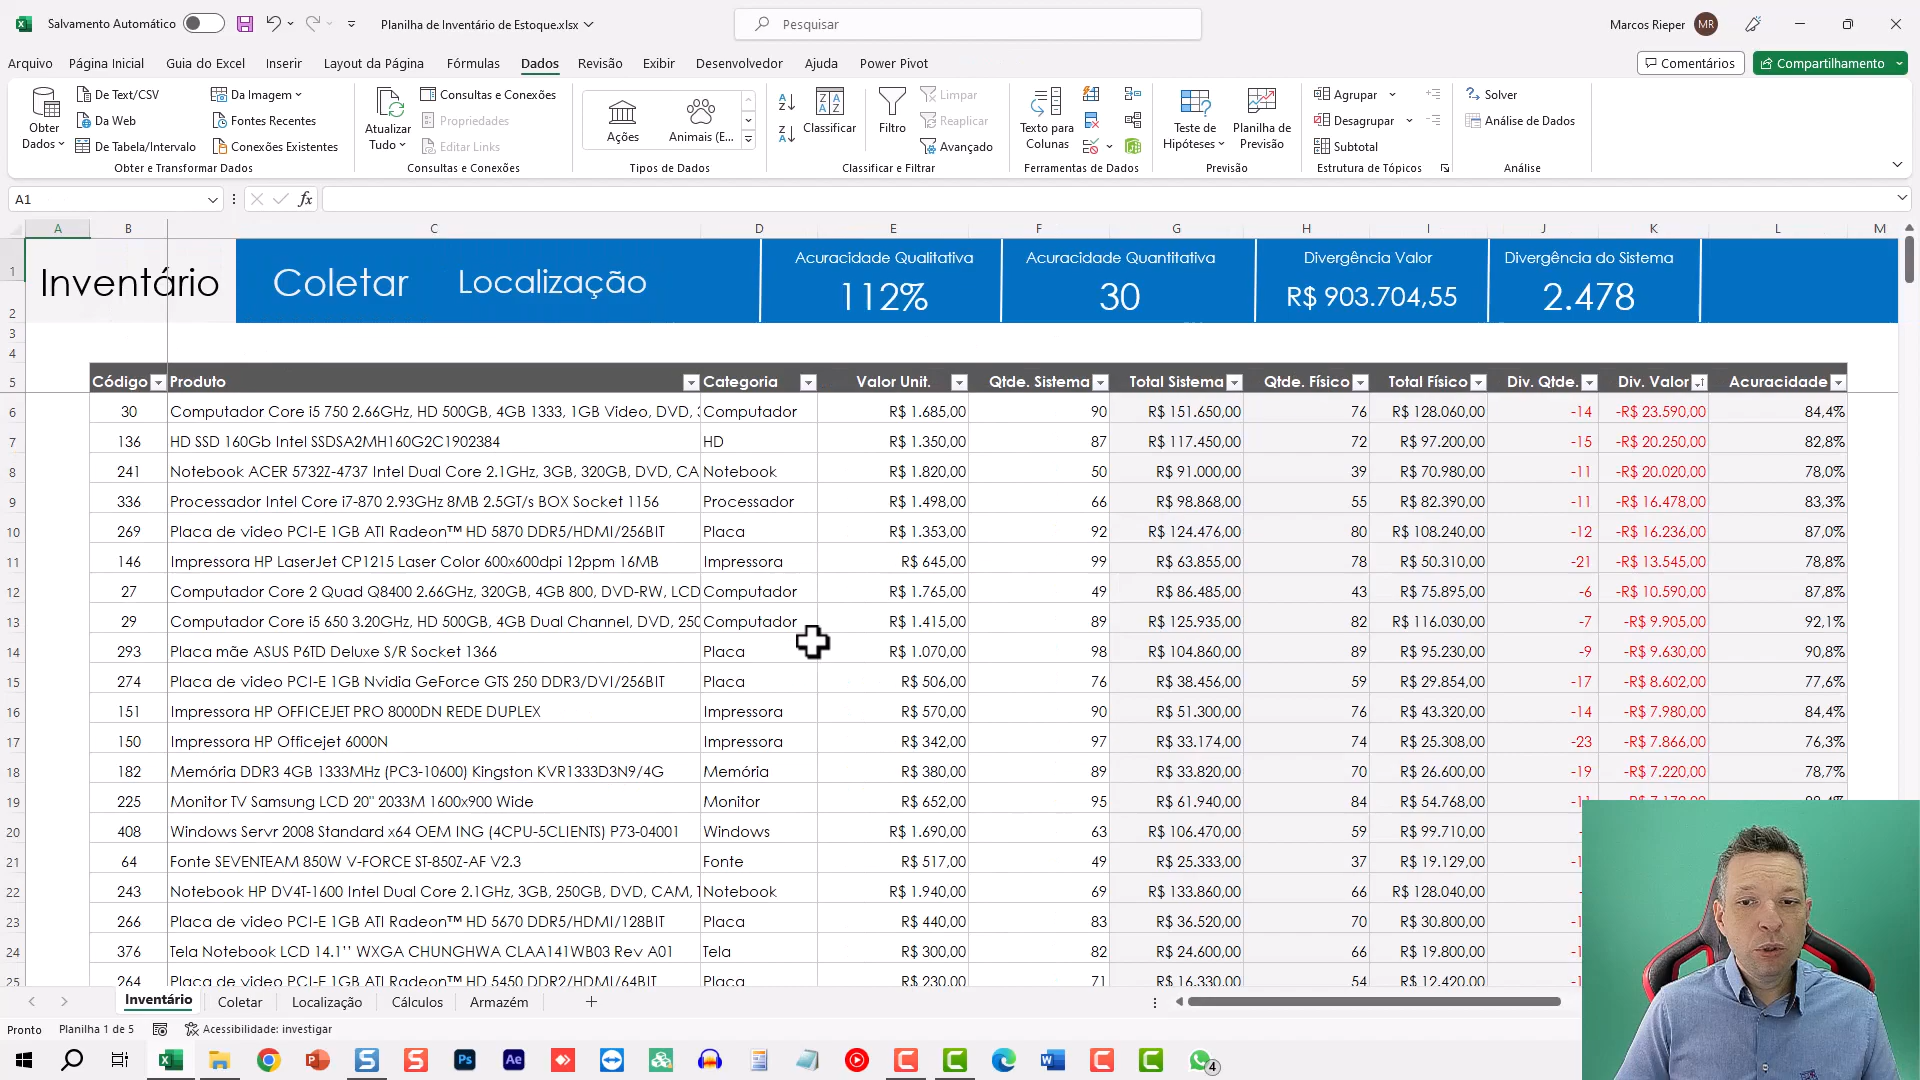 Salvamento Automático
Planilha de Inventário de Estoque.xlsx
Pesquisar
Marcos Rieper
MR
Arquivo Página Inicial Guia do Excel Inserir Layout da Página Fórmulas Dados Revisão Exibir Desenvolvedor Ajuda Power Pivot
Comentários
Compartilhamento
Obter Dados
De Text/CSV
Da Web
De Tabela/Intervalo
Da Imagem
Fontes Recentes
Conexões Existentes
Obter e Transformar Dados
Atualizar Tudo
Consultas e Conexões
Propriedades
Editar Links
Consultas e Conexões
Ações
Animais (E...
Tipos de Dados
Classificar
Filtro
Limpar
Reaplicar
Avançado
Classificar e Filtrar
Texto para Colunas
Ferramentas de Dados
Teste de Hipóteses
Planilha de Previsão
Previsão
Agrupar
Desagrupar
Subtotal
Estrutura de Tópicos
Solver
Análise de Dados
Análise
A1
fx
A B C D E F G H I J K L M
1
2
3
4
Inventário Coletar Localização
Acuracidade Qualitativa
112%
Acuracidade Quantitativa
30
Divergência Valor
R$ 903.704,55
Divergência do Sistema
2.478
5 Código Produto Categoria Valor Unit. Qtde. Sistema Total Sistema Qtde. Físico Total Físico Div. Qtde. Div. Valor Acuracidade
6 30 Computador Core i5 750 2.66GHz, HD 500GB, 4GB 1333, 1GB Video, DVD, Computador R$ 1.685,00 90 R$ 151.650,00 76 R$ 128.060,00 -14 -R$ 23.590,00 84,4%
7 136 HD SSD 160Gb Intel SSDSA2MH160G2C1902384 HD R$ 1.350,00 87 R$ 117.450,00 72 R$ 97.200,00 -15 -R$ 20.250,00 82,8%
8 241 Notebook ACER 5732Z-4737 Intel Dual Core 2.1GHz, 3GB, 320GB, DVD, CA Notebook R$ 1.820,00 50 R$ 91.000,00 39 R$ 70.980,00 -11 -R$ 20.020,00 78,0%
9 336 Processador Intel Core i7-870 2.93GHz 8MB 2.5GT/s BOX Socket 1156 Processador R$ 1.498,00 66 R$ 98.868,00 55 R$ 82.390,00 -11 -R$ 16.478,00 83,3%
10 269 Placa de video PCI-E 1GB ATI Radeon™ HD 5870 DDR5/HDMI/256BIT Placa R$ 1.353,00 92 R$ 124.476,00 80 R$ 108.240,00 -12 -R$ 16.236,00 87,0%
11 146 Impressora HP LaserJet CP1215 Laser Color 600x600dpi 12ppm 16MB Impressora R$ 645,00 99 R$ 63.855,00 78 R$ 50.310,00 -21 -R$ 13.545,00 78,8%
12 27 Computador Core 2 Quad Q8400 2.66GHz, 320GB, 4GB 800, DVD-RW, LCD Computador R$ 1.765,00 49 R$ 86.485,00 43 R$ 75.895,00 -6 -R$ 10.590,00 87,8%
13 29 Computador Core i5 650 3.20GHz, HD 500GB, 4GB Dual Channel, DVD, 250 Computador R$ 1.415,00 89 R$ 125.935,00 82 R$ 116.030,00 -7 -R$ 9.905,00 92,1%
14 293 Placa mãe ASUS P6TD Deluxe S/R Socket 1366 Placa R$ 1.070,00 98 R$ 104.860,00 89 R$ 95.230,00 -9 -R$ 9.630,00 90,8%
15 274 Placa de video PCI-E 1GB Nvidia GeForce GTS 250 DDR3/DVI/256BIT Placa R$ 506,00 76 R$ 38.456,00 59 R$ 29.854,00 -17 -R$ 8.602,00 77,6%
16 151 Impressora HP OFFICEJET PRO 8000DN REDE DUPLEX Impressora R$ 570,00 90 R$ 51.300,00 76 R$ 43.320,00 -14 -R$ 7.980,00 84,4%
17 150 Impressora HP Officejet 6000N Impressora R$ 342,00 97 R$ 33.174,00 74 R$ 25.308,00 -23 -R$ 7.866,00 76,3%
18 182 Memória DDR3 4GB 1333MHz (PC3-10600) Kingston KVR1333D3N9/4G Memória R$ 380,00 89 R$ 33.820,00 70 R$ 26.600,00 -19 -R$ 7.220,00 78,7%
19 225 Monitor TV Samsung LCD 20" 2033M 1600x900 Wide Monitor R$ 652,00 95 R$ 61.940,00 84 R$ 54.768,00
20 408 Windows Servr 2008 Standard x64 OEM ING (4CPU-5CLIENTS) P73-04001 Windows R$ 1.690,00 63 R$ 106.470,00 59 R$ 99.710,00
21 64 Fonte SEVENTEAM 850W V-FORCE ST-850Z-AF V2.3 Fonte R$ 517,00 49 R$ 25.333,00 37 R$ 19.129,00
22 243 Notebook HP DV4T-1600 Intel Dual Core 2.1GHz, 3GB, 250GB, DVD, CAM, Notebook R$ 1.940,00 69 R$ 133.860,00 66 R$ 128.040,00
23 266 Placa de video PCI-E 1GB ATI Radeon™ HD 5670 DDR5/HDMI/128BIT Placa R$ 440,00 83 R$ 36.520,00 70 R$ 30.800,00
24 376 Tela Notebook LCD 14.1'' WXGA CHUNGHWA CLAA141WB03 Rev A01 Tela R$ 300,00 82 R$ 24.600,00 66 R$ 19.800,00
25 264 Placa de video PCI-E 1GB ATI Radeon™ HD 5450 DDR2/HDMI/64BIT Placa R$ 230,00 71 R$ 16.330,00 54 R$ 12.420,00
Inventário Coletar Localização Cálculos Armazém
Pronto Planilha 1 de 5 Acessibilidade: investigar
4